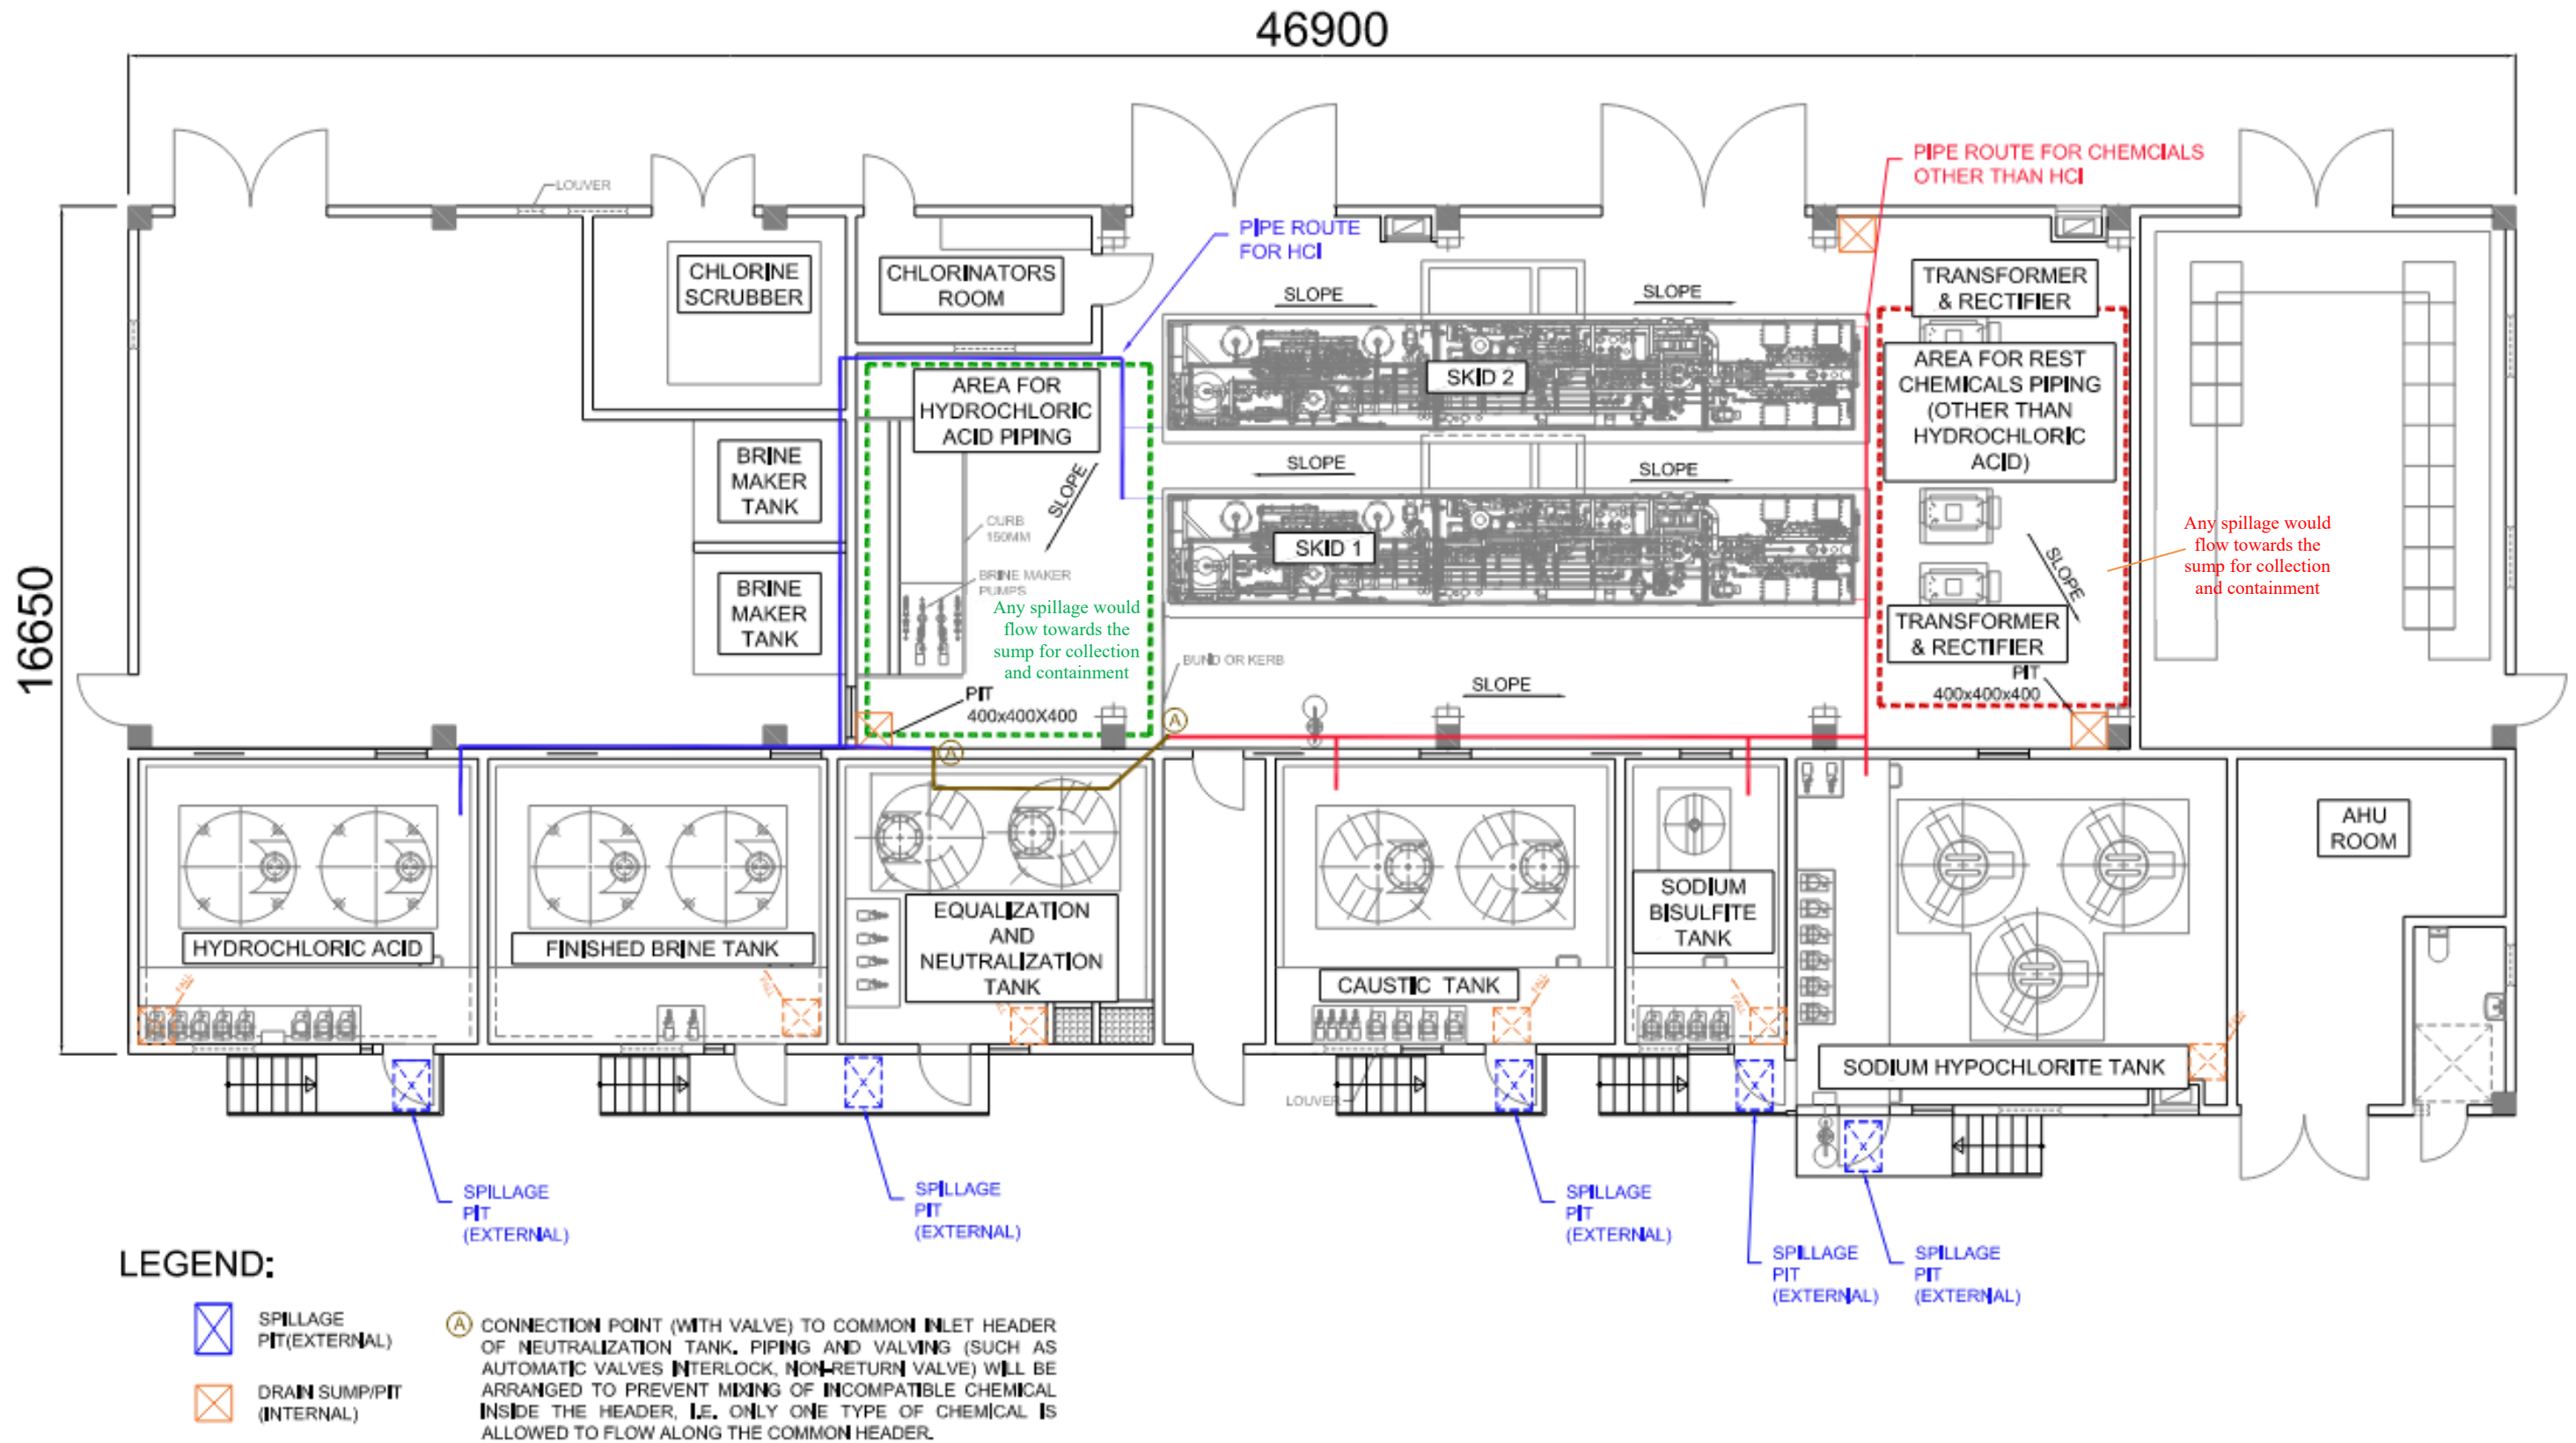 46900
16650
LOUVER
PIPE ROUTE FOR CHEMCIALS
OTHER THAN HCl
PIPE ROUTE
FOR HCl
CHLORINE
SCRUBBER
CHLORINATORS
ROOM
TRANSFORMER
& RECTIFIER
SLOPE
SLOPE
AREA FOR
HYDROCHLORIC
ACID PIPING
SKID 2
AREA FOR REST
CHEMICALS PIPING
(OTHER THAN
HYDROCHLORIC
ACID)
BRINE
MAKER
TANK
SLOPE
SLOPE
SLOPE
CURB
150MM
SKID 1
Any spillage would
flow towards the
sump for collection
and containment
SLOPE
BRINE
MAKER
TANK
BRINE MAKER
PUMPS
Any spillage would
flow towards the
sump for collection
and containment
TRANSFORMER
& RECTIFIER
BUND OR KERB
PIT
400x400x400
SLOPE
PIT
400x400X400
A
A
HYDROCHLORIC ACID
FINISHED BRINE TANK
EQUALIZATION
AND
NEUTRALIZATION
TANK
CAUSTIC TANK
SODIUM
BISULFITE
TANK
SODIUM HYPOCHLORITE TANK
AHU
ROOM
FALL
FALL
FALL
FALL
FALL
FALL
LOUVER
SPILLAGE
PIT
(EXTERNAL)
SPILLAGE
PIT
(EXTERNAL)
SPILLAGE
PIT
(EXTERNAL)
SPILLAGE
PIT
(EXTERNAL)
SPILLAGE
PIT
(EXTERNAL)
LEGEND:
SPILLAGE
PIT(EXTERNAL)
DRAIN SUMP/PIT
(INTERNAL)
A CONNECTION POINT (WITH VALVE) TO COMMON INLET HEADER
OF NEUTRALIZATION TANK. PIPING AND VALVING (SUCH AS
AUTOMATIC VALVES INTERLOCK, NON-RETURN VALVE) WILL BE
ARRANGED TO PREVENT MIXING OF INCOMPATIBLE CHEMICAL
INSIDE THE HEADER, I.E. ONLY ONE TYPE OF CHEMICAL IS
ALLOWED TO FLOW ALONG THE COMMON HEADER.